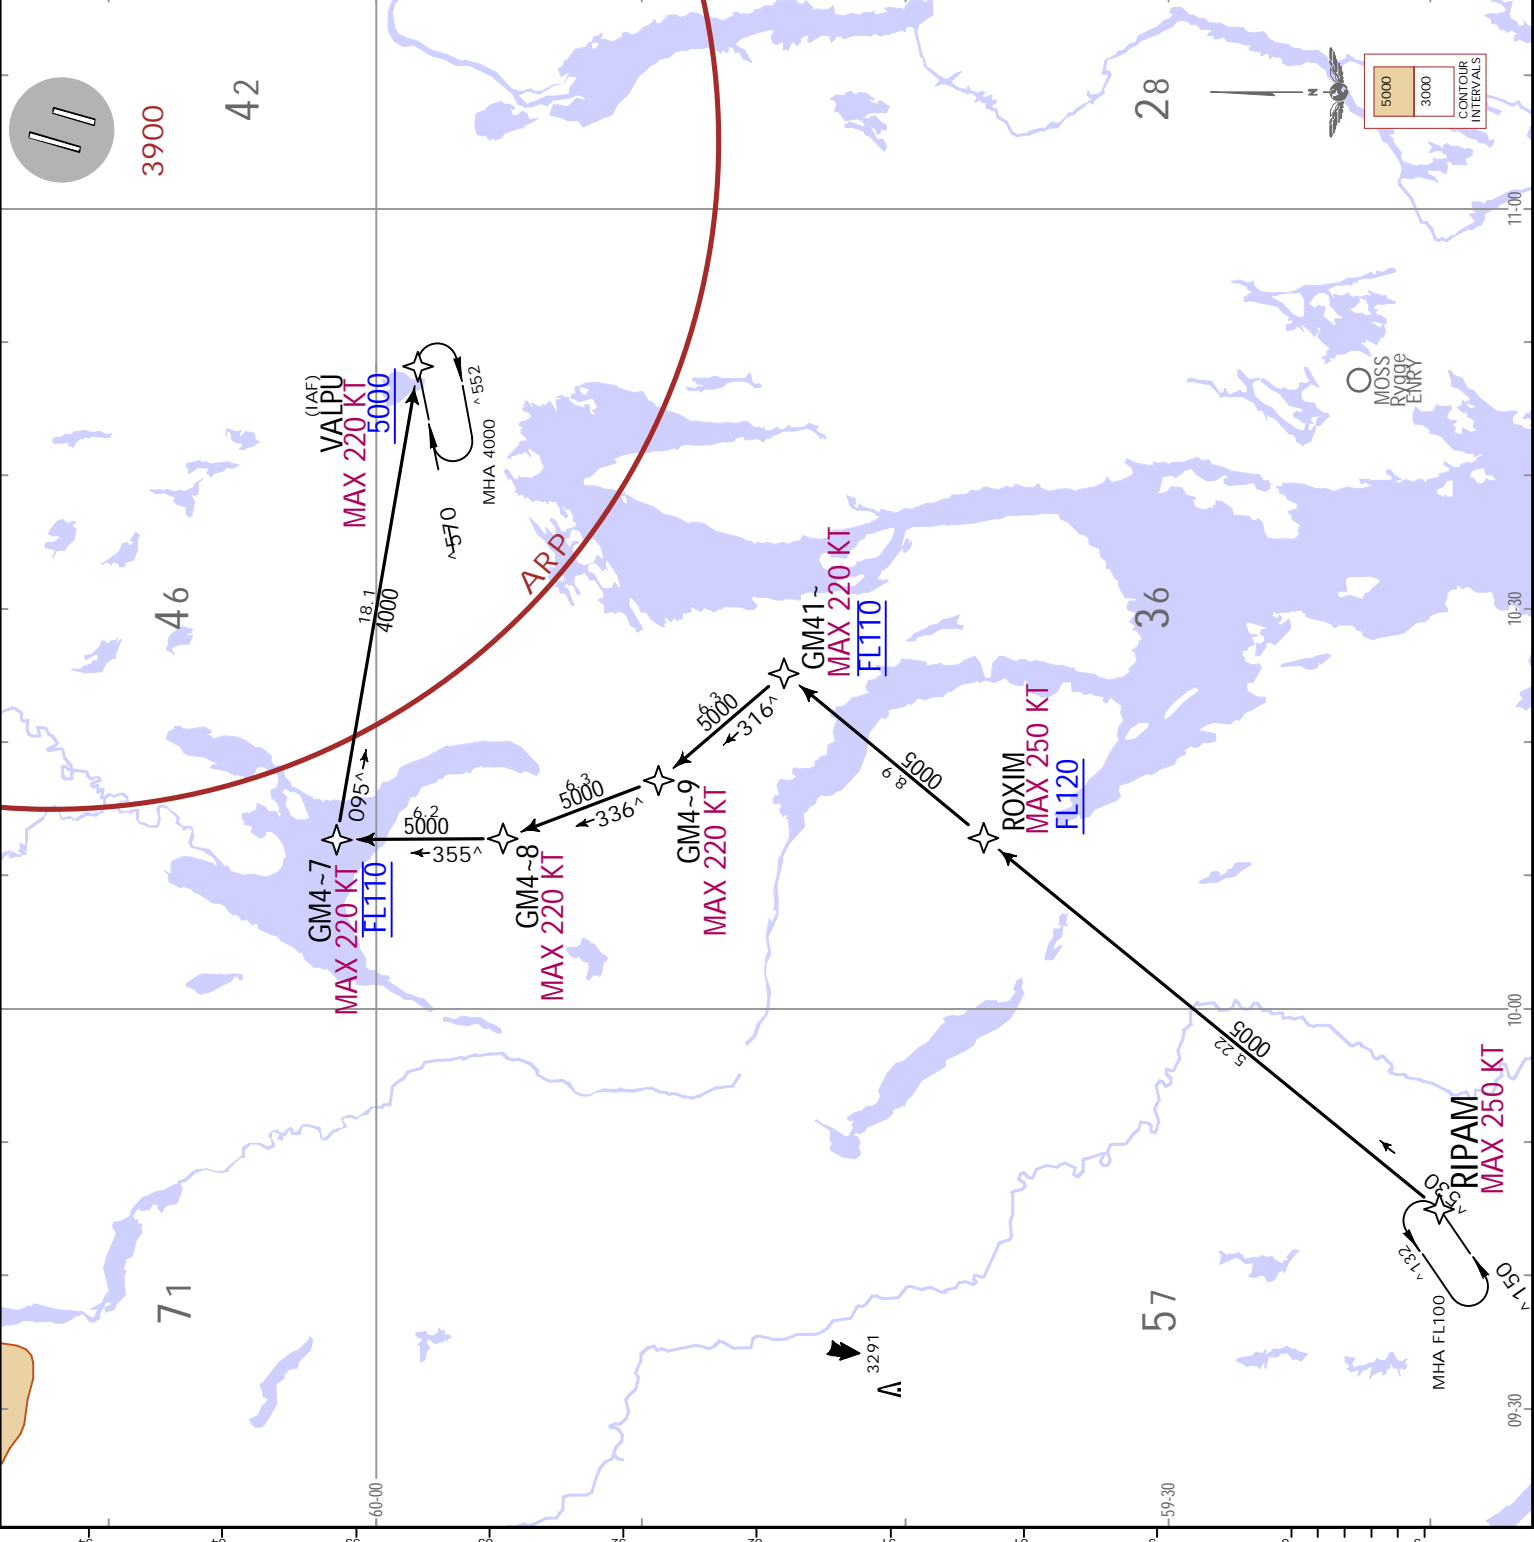 3900
42
28
N
5000
3000
CONTOUR
INTERVALS
11-00
(IAF)
VALPU
MAX 220 KT
5000
^552
MHA 4000
^570
MOSS
Rygge
ENRY
ARP
46
18.1
4000
095^
36
10-30
GM41~
MAX 220 KT
FL110
6.3
5000
316^
GM4~9
MAX 220 KT
6.3
5000
336^
GM4~8
MAX 220 KT
6.2
5000
355^
GM4~7
MAX 220 KT
FL110
8.9
5000
ROXIM
MAX 250 KT
FL120
10-00
22.5
5000
RIPAMI
MAX 250 KT
^132
^150
MHA FL100
71
57
3291
09-30
60-00
59-30